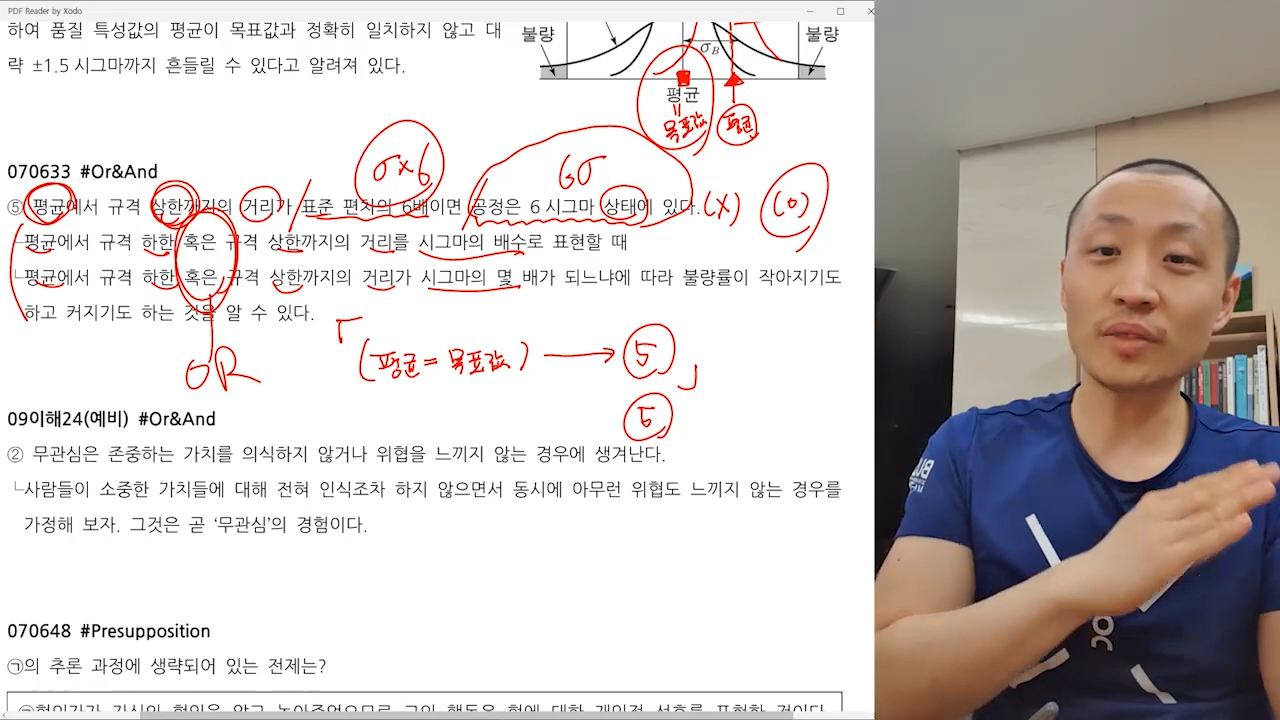 PDF Reader by Xodo
하여 품질 특성값의 평균이 목표값과 정확히 일치하지 않고 대
략 ±1.5 시그마까지 흔들릴 수 있다고 알려져 있다.
불량
σB
불량
평균
=
목표값
평균
070633 #Or&And
σ×6
6σ
⑤ 평균에서 규격 상한까지의 거리가 표준 편차의 6배이면 공정은 6 시그마 상태에 있다. (X) (O)
└평균에서 규격 하한 혹은 규격 상한까지의 거리를 시그마의 배수로 표현할 때
└평균에서 규격 하한 혹은 규격 상한까지의 거리가 시그마의 몇 배가 되느냐에 따라 불량률이 작아지기도
하고 커지기도 하는 것을 알 수 있다.
OR
「(평균 = 목표값) → ⑤」
⑤
09이해24(예비) #Or&And
② 무관심은 존중하는 가치를 의식하지 않거나 위협을 느끼지 않는 경우에 생겨난다.
└사람들이 소중한 가치들에 대해 전혀 인식조차 하지 않으면서 동시에 아무런 위협도 느끼지 않는 경우를
가정해 보자. 그것은 곧 ‘무관심’의 경험이다.
070648 #Presupposition
㉠의 추론 과정에 생략되어 있는 전제는?